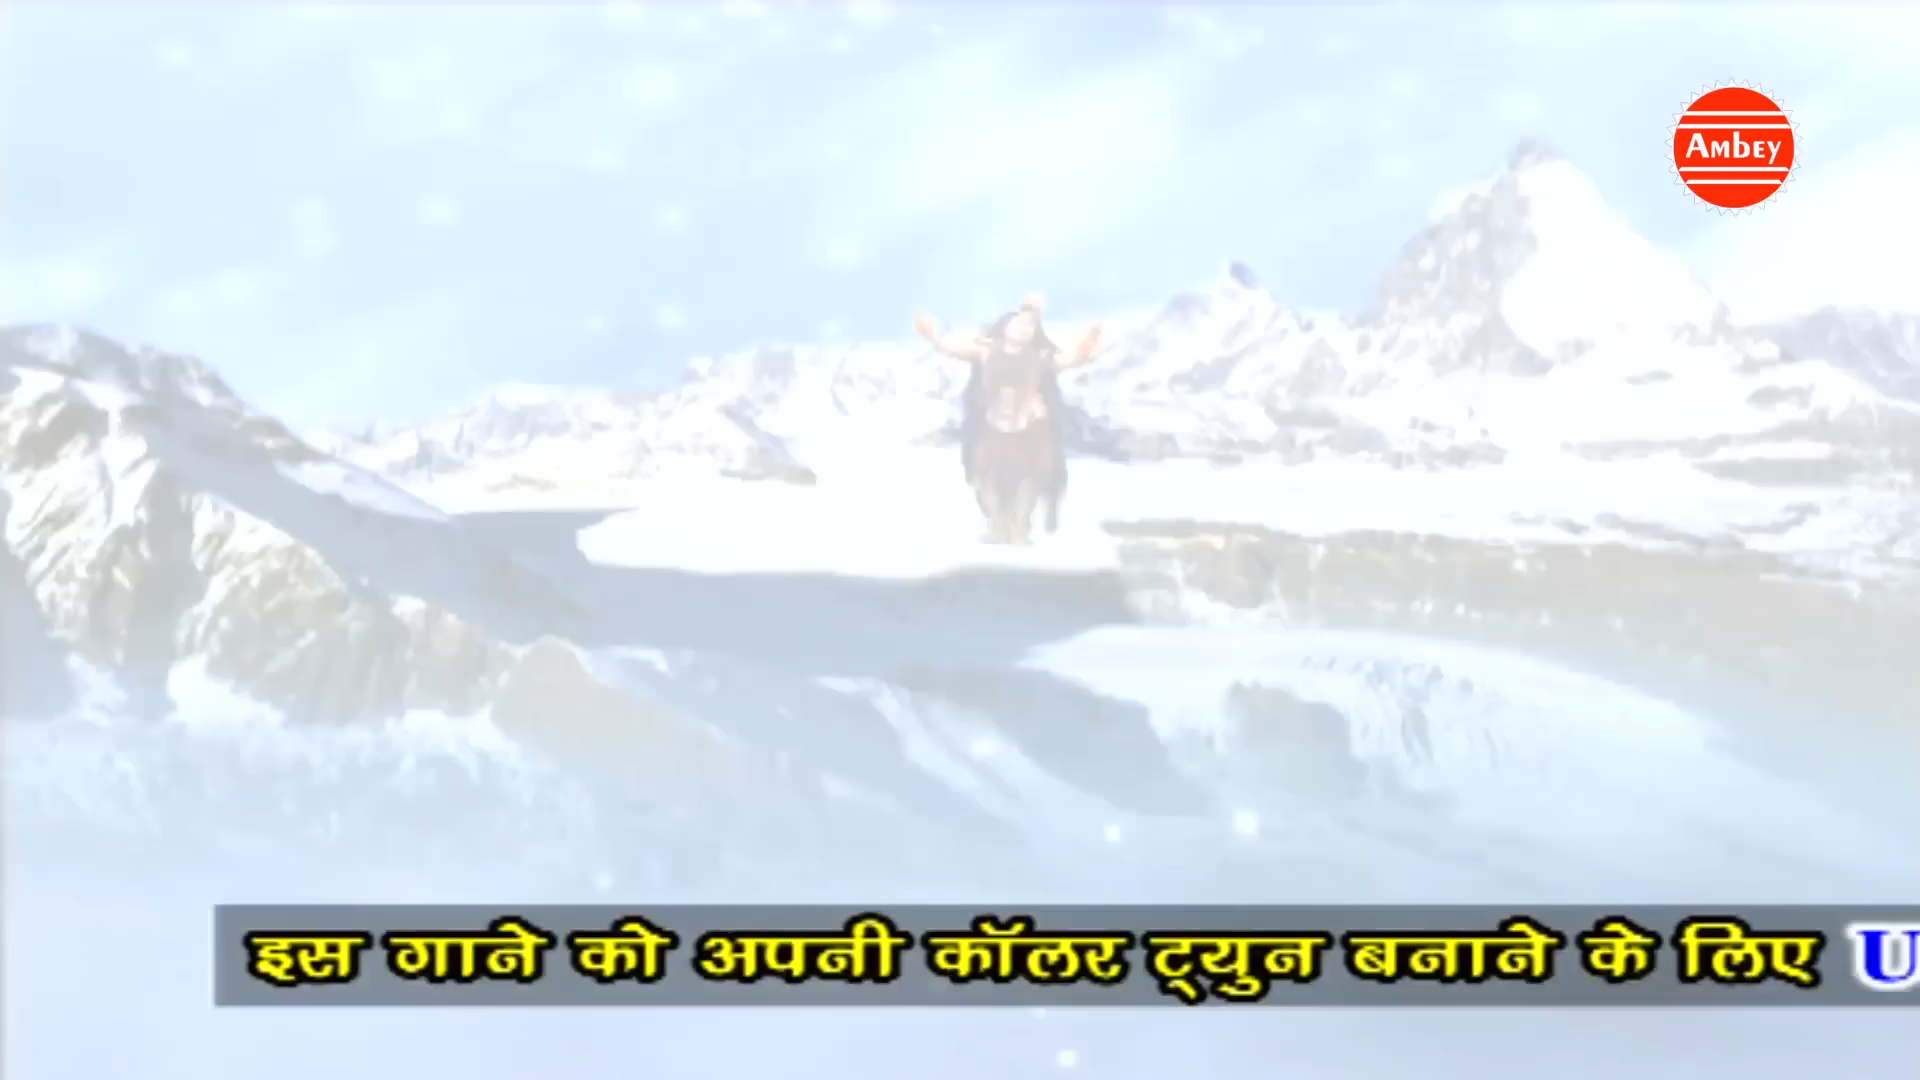 AMBEY
इस गाने को अपनी कॉलर ट्युन बनाने के लिए U